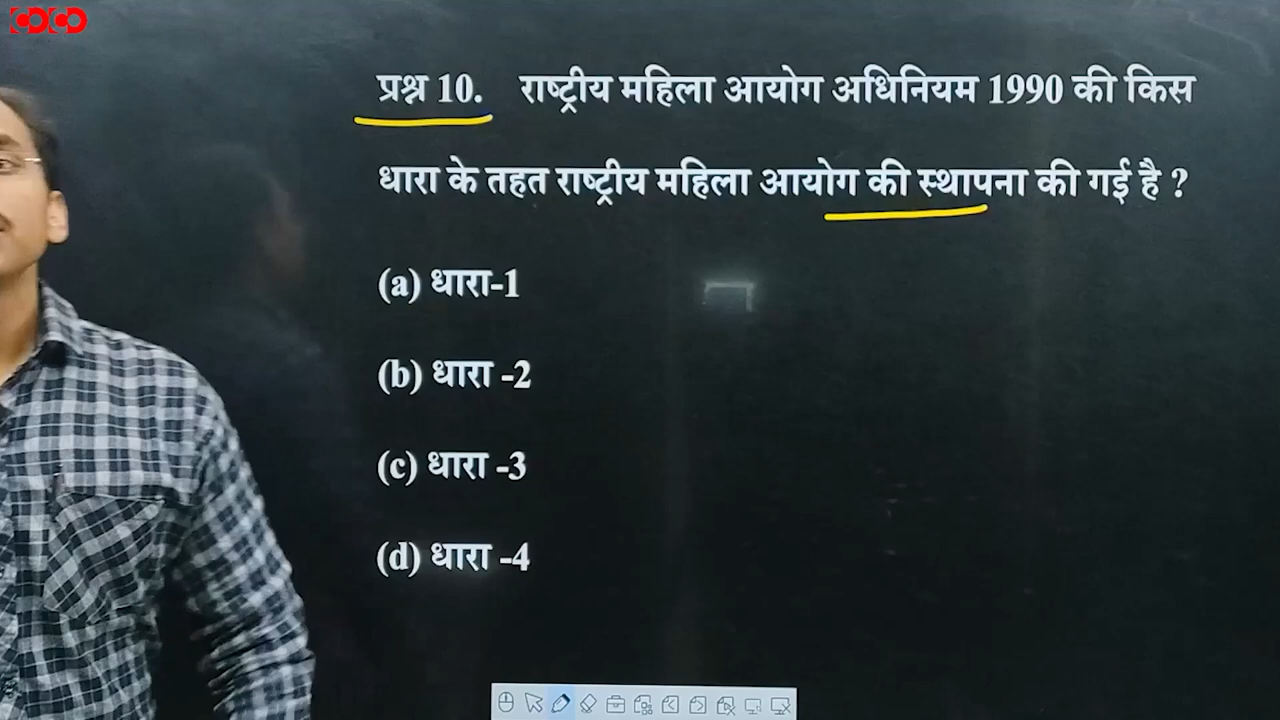 प्रश्न 10. राष्ट्रीय महिला आयोग अधिनियम 1990 की किस
धारा के तहत राष्ट्रीय महिला आयोग की स्थापना की गई है ?
(a) धारा-1
(b) धारा -2
(c) धारा -3
(d) धारा -4